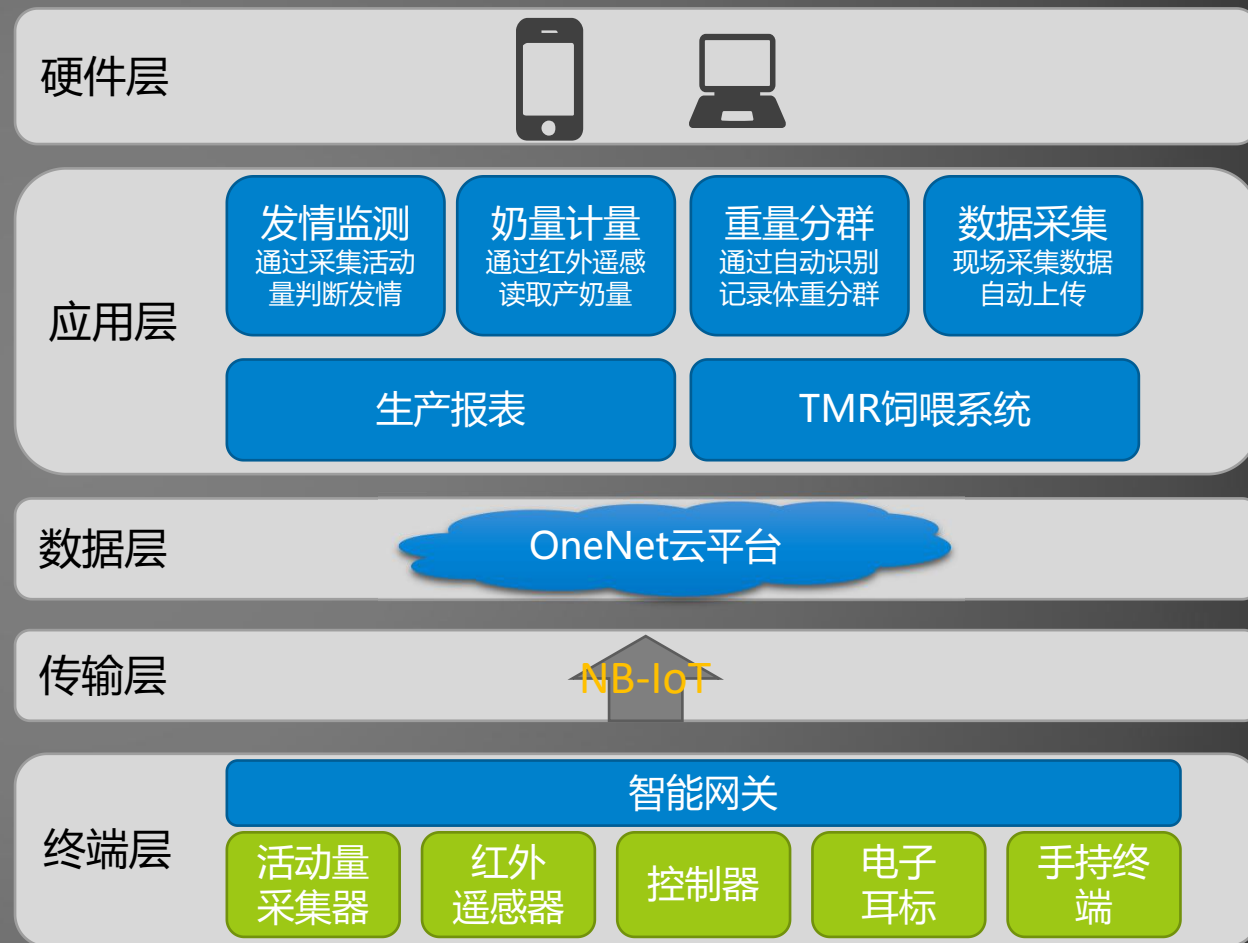 硬件层
应用层
发情监测
通过采集活动
量判断发情
奶量计量
通过红外遥感
读取产奶量
重量分群
通过自动识别
记录体重分群
数据采集
现场采集数据
自动上传
生产报表
TMR饲喂系统
数据层
OneNet云平台
传输层
NB-IoT
终端层
智能网关
活动量
采集器
红外
遥感器
控制器
电子
耳标
手持终
端